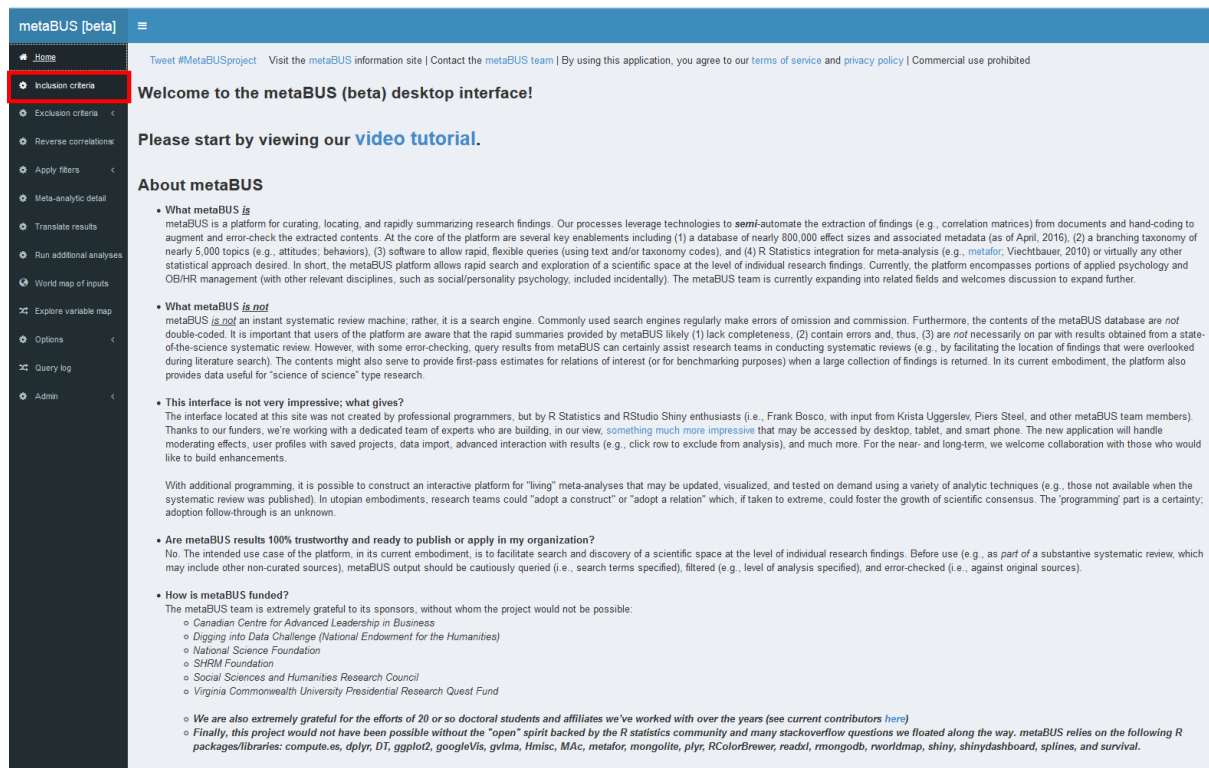 metaBUS [beta]
Home
Inclusion criteria
Exclusion criteria
Reverse correlations
Apply filters
Meta-analytic detail
Translate results
Run additional analyses
World map of inputs
Explore variable map
Options
Query log
Admin
Tweet #MetaBUSproject Visit the metaBUS information site | Contact the metaBUS team | By using this application, you agree to our terms of service and privacy policy | Commercial use prohibited
Welcome to the metaBUS (beta) desktop interface!
Please start by viewing our video tutorial.
About metaBUS
• What metaBUS is
metaBUS is a platform for curating, locating, and rapidly summarizing research findings. Our processes leverage technologies to semi-automate the extraction of findings (e.g., correlation matrices) from documents and hand-coding to
augment and error-check the extracted contents. At the core of the platform are several key enablements including (1) a database of nearly 800,000 effect sizes and associated metadata (as of April, 2016), (2) a branching taxonomy of
nearly 5,000 topics (e.g., attitudes; behaviors), (3) software to allow rapid, flexible queries (using text and/or taxonomy codes), and (4) R Statistics integration for meta-analysis (e.g., metafor; Viechtbauer, 2010) or virtually any other
statistical approach desired. In short, the metaBUS platform allows rapid search and exploration of a scientific space at the level of individual research findings. Currently, the platform encompasses portions of applied psychology and
OB/HR management (with other relevant disciplines, such as social/personality psychology, included incidentally). The metaBUS team is currently expanding into related fields and welcomes discussion to expand further.
• What metaBUS is not
metaBUS is not an instant systematic review machine; rather, it is a search engine. Commonly used search engines regularly make errors of omission and commission. Furthermore, the contents of the metaBUS database are not
double-coded. It is important that users of the platform are aware that the rapid summaries provided by metaBUS likely (1) lack completeness, (2) contain errors and, thus, (3) are not necessarily on par with results obtained from a state-
of-the-science systematic review. However, with some error-checking, query results from metaBUS can certainly assist research teams in conducting systematic reviews (e.g., by facilitating the location of findings that were overlooked
during literature search). The contents might also serve to provide first-pass estimates for relations of interest (or for benchmarking purposes) when a large collection of findings is returned. In its current embodiment, the platform also
provides data useful for "science of science" type research.
• This interface is not very impressive; what gives?
The interface located at this site was not created by professional programmers, but by R Statistics and RStudio Shiny enthusiasts (i.e., Frank Bosco, with input from Krista Uggerslev, Piers Steel, and other metaBUS team members).
Thanks to our funders, we're working with a dedicated team of experts who are building, in our view, something much more impressive that may be accessed by desktop, tablet, and smart phone. The new application will handle
moderating effects, user profiles with saved projects, data import, advanced interaction with results (e.g., click row to exclude from analysis), and much more. For the near- and long-term, we welcome collaboration with those who would
like to build enhancements.
With additional programming, it is possible to construct an interactive platform for "living" meta-analyses that may be updated, visualized, and tested on demand using a variety of analytic techniques (e.g., those not available when the
systematic review was published). In utopian embodiments, research teams could "adopt a construct" or "adopt a relation" which, if taken to extreme, could foster the growth of scientific consensus. The 'programming' part is a certainty;
adoption follow-through is an unknown.
• Are metaBUS results 100% trustworthy and ready to publish or apply in my organization?
No. The intended use case of the platform, in its current embodiment, is to facilitate search and discovery of a scientific space at the level of individual research findings. Before use (e.g., as part of a substantive systematic review, which
may include other non-curated sources), metaBUS output should be cautiously queried (i.e., search terms specified), filtered (e.g., level of analysis specified), and error-checked (i.e., against original sources).
• How is metaBUS funded?
The metaBUS team is extremely grateful to its sponsors, without whom the project would not be possible:
Canadian Centre for Advanced Leadership in Business
Digging into Data Challenge (National Endowment for the Humanities)
National Science Foundation
SHRM Foundation
Social Sciences and Humanities Research Council
Virginia Commonwealth University Presidential Research Quest Fund
We are also extremely grateful for the efforts of 20 or so doctoral students and affiliates we've worked with over the years (see current contributors here)
Finally, this project would not have been possible without the "open" spirit backed by the R statistics community and many stackoverflow questions we floated along the way. metaBUS relies on the following R
packages/libraries: compute.es, dplyr, DT, ggplot2, googleVis, gvlma, Hmisc, MAc, metafor, mongolite, plyr, RColorBrewer, readxl, rmongodb, rworldmap, shiny, shinydashboard, splines, and survival.